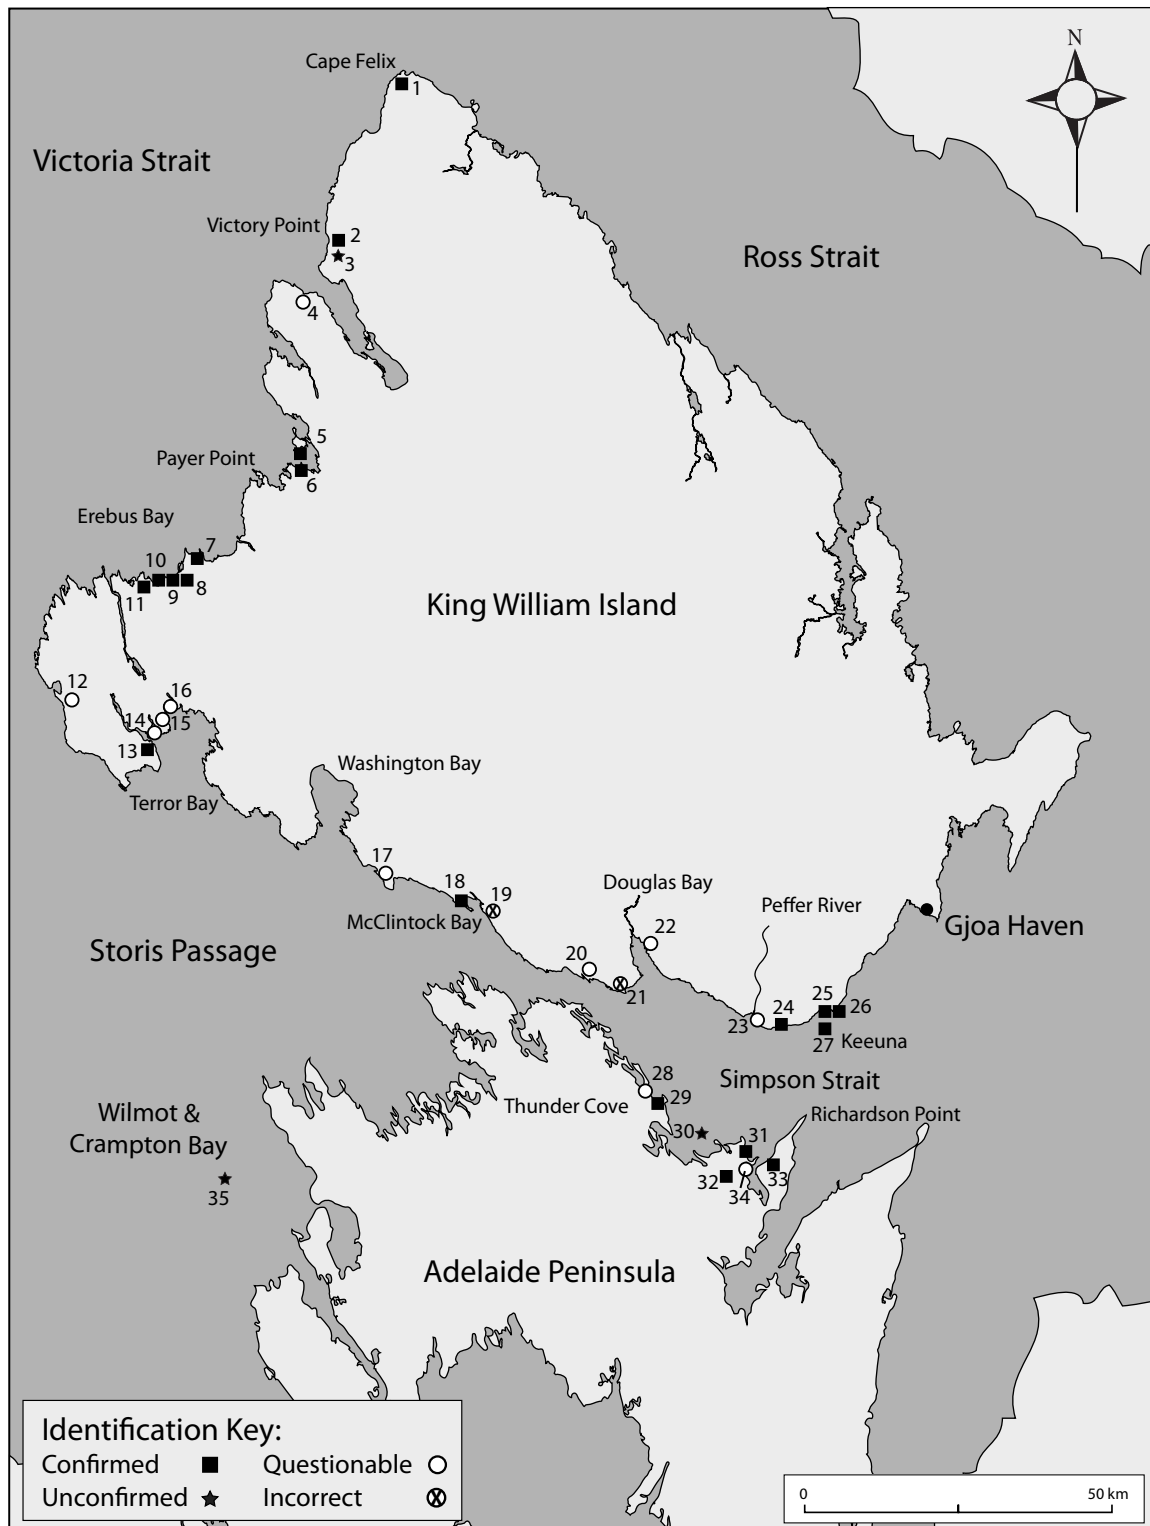 N
Cape Felix
1
Victoria Strait
Victory Point
2
3
Ross Strait
4
5
Payer Point
6
Erebus Bay
7
10
11
9
8
King William Island
12
16
14
15
13
Terror Bay
Washington Bay
17
18
19
McClintock Bay
Douglas Bay
22
Peffer River
Gjoa Haven
Storis Passage
20
21
23
24
25
26
27
Keeuna
Simpson Strait
28
Thunder Cove
29
Richardson Point
30
31
32
34
33
Wilmot &
Crampton Bay
35
Adelaide Peninsula
Identification Key:
Confirmed
Questionable
Unconfirmed
Incorrect
0
50 km